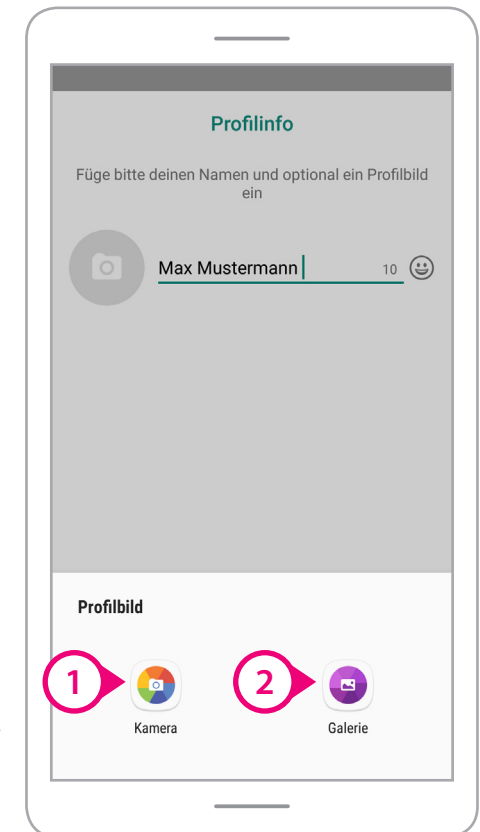 Profilinfo
Füge bitte deinen Namen und optional ein Profilbild
ein
Max Mustermann 10
Profilbild
1 2
Kamera Galerie